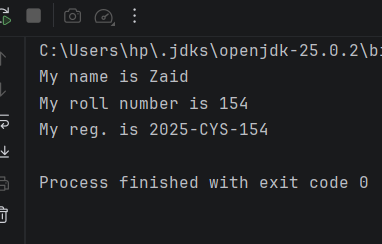 C:\Users\hp\.jdks\openjdk-25.0.2\bi
My name is Zaid
My roll number is 154
My reg. is 2025-CYS-154
Process finished with exit code 0